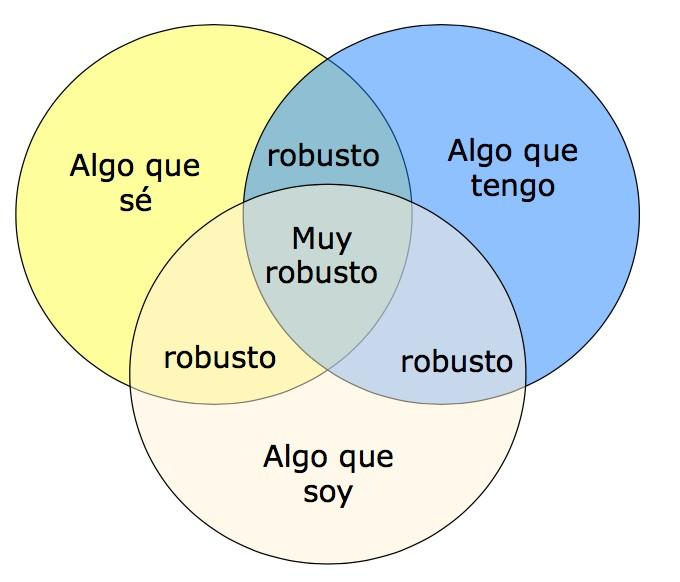 Algo que
sé
robusto
Algo que
tengo
Muy
robusto
robusto
robusto
Algo que
soy